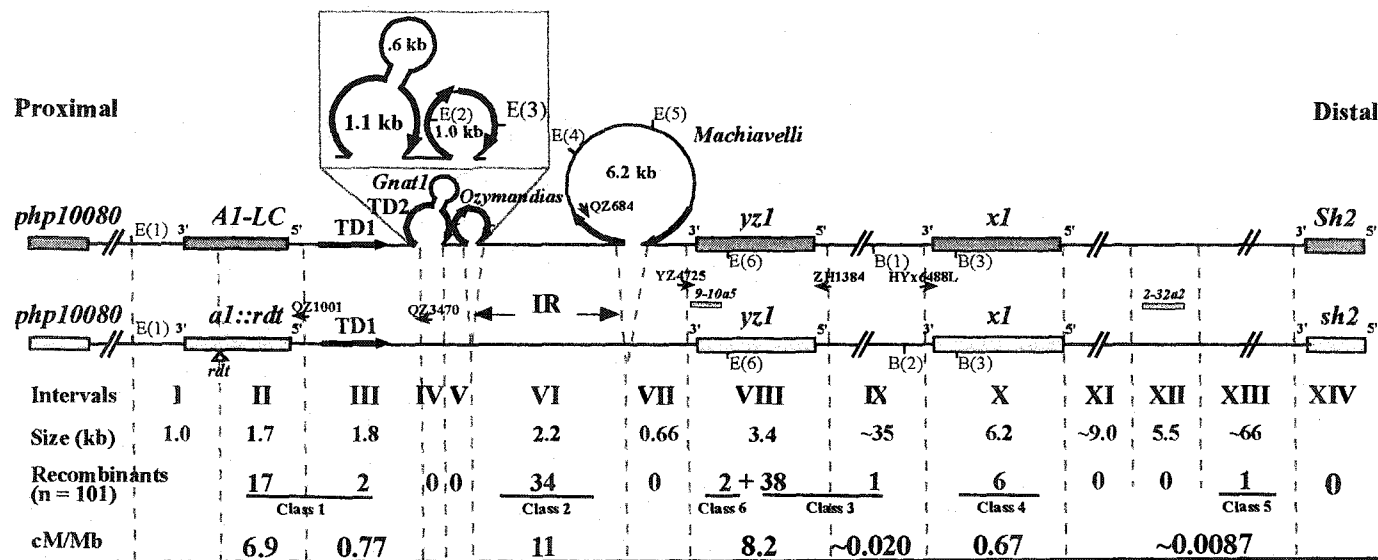 .6 kb
1.1 kb
E(2)
1.0 kb
E(3)
Proximal
Distal
E(4)
E(5)
Machiavelli
6.2 kb
QZ684
Gnat1
TD2
Ozymandias
php10080
E(1)
3'
A1-LC
5'
TD1
3'
yz1
5'
3'
x1
5'
3'
Sh2
5'
E(6)
B(1)
B(3)
YZ4725
ZH1384
HYx6488L
php10080
E(1)
3'
a1::rdt
5'
QZ1001
TD1
QZ3470
IR
9-10a5
3'
yz1
5'
3'
x1
5'
2-32a2
3'
sh2
5'
rdt
E(6)
B(2)
B(3)
Intervals I II III IV V VI VII VIII IX X XI XII XIII XIV
Size (kb) 1.0 1.7 1.8 2.2 0.66 3.4 ~35 6.2 ~9.0 5.5 ~66
Recombinants 17 2 0 0 34 0 2 + 38 1 6 0 0 1 0
(n = 101)
Class 1 Class 2 Class 6 Class 3 Class 4 Class 5
cM/Mb 6.9 0.77 11 8.2 ~0.020 0.67 ~0.0087